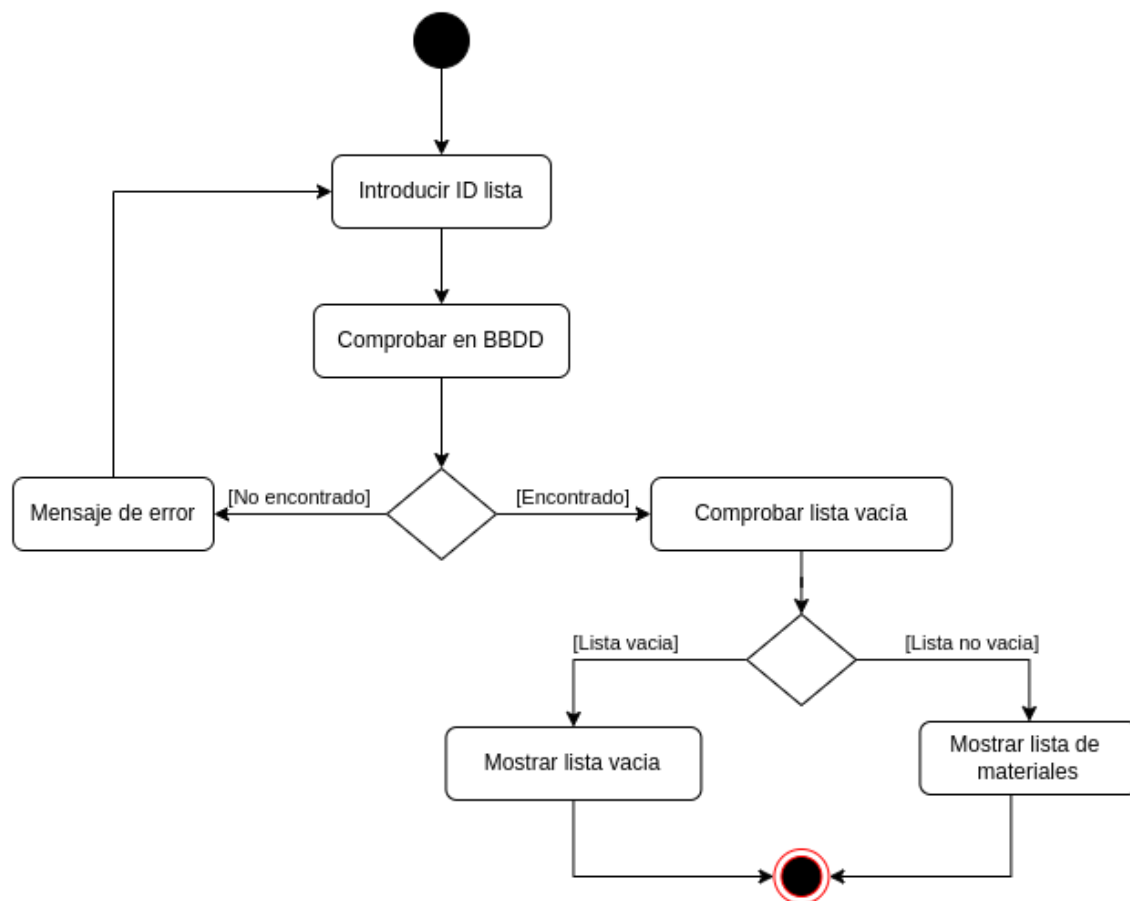 Introducir ID lista
Comprobar en BBDD
[No encontrado]
[Encontrado]
Mensaje de error
Comprobar lista vacía
[Lista vacia]
[Lista no vacia]
Mostrar lista vacia
Mostrar lista de
materiales